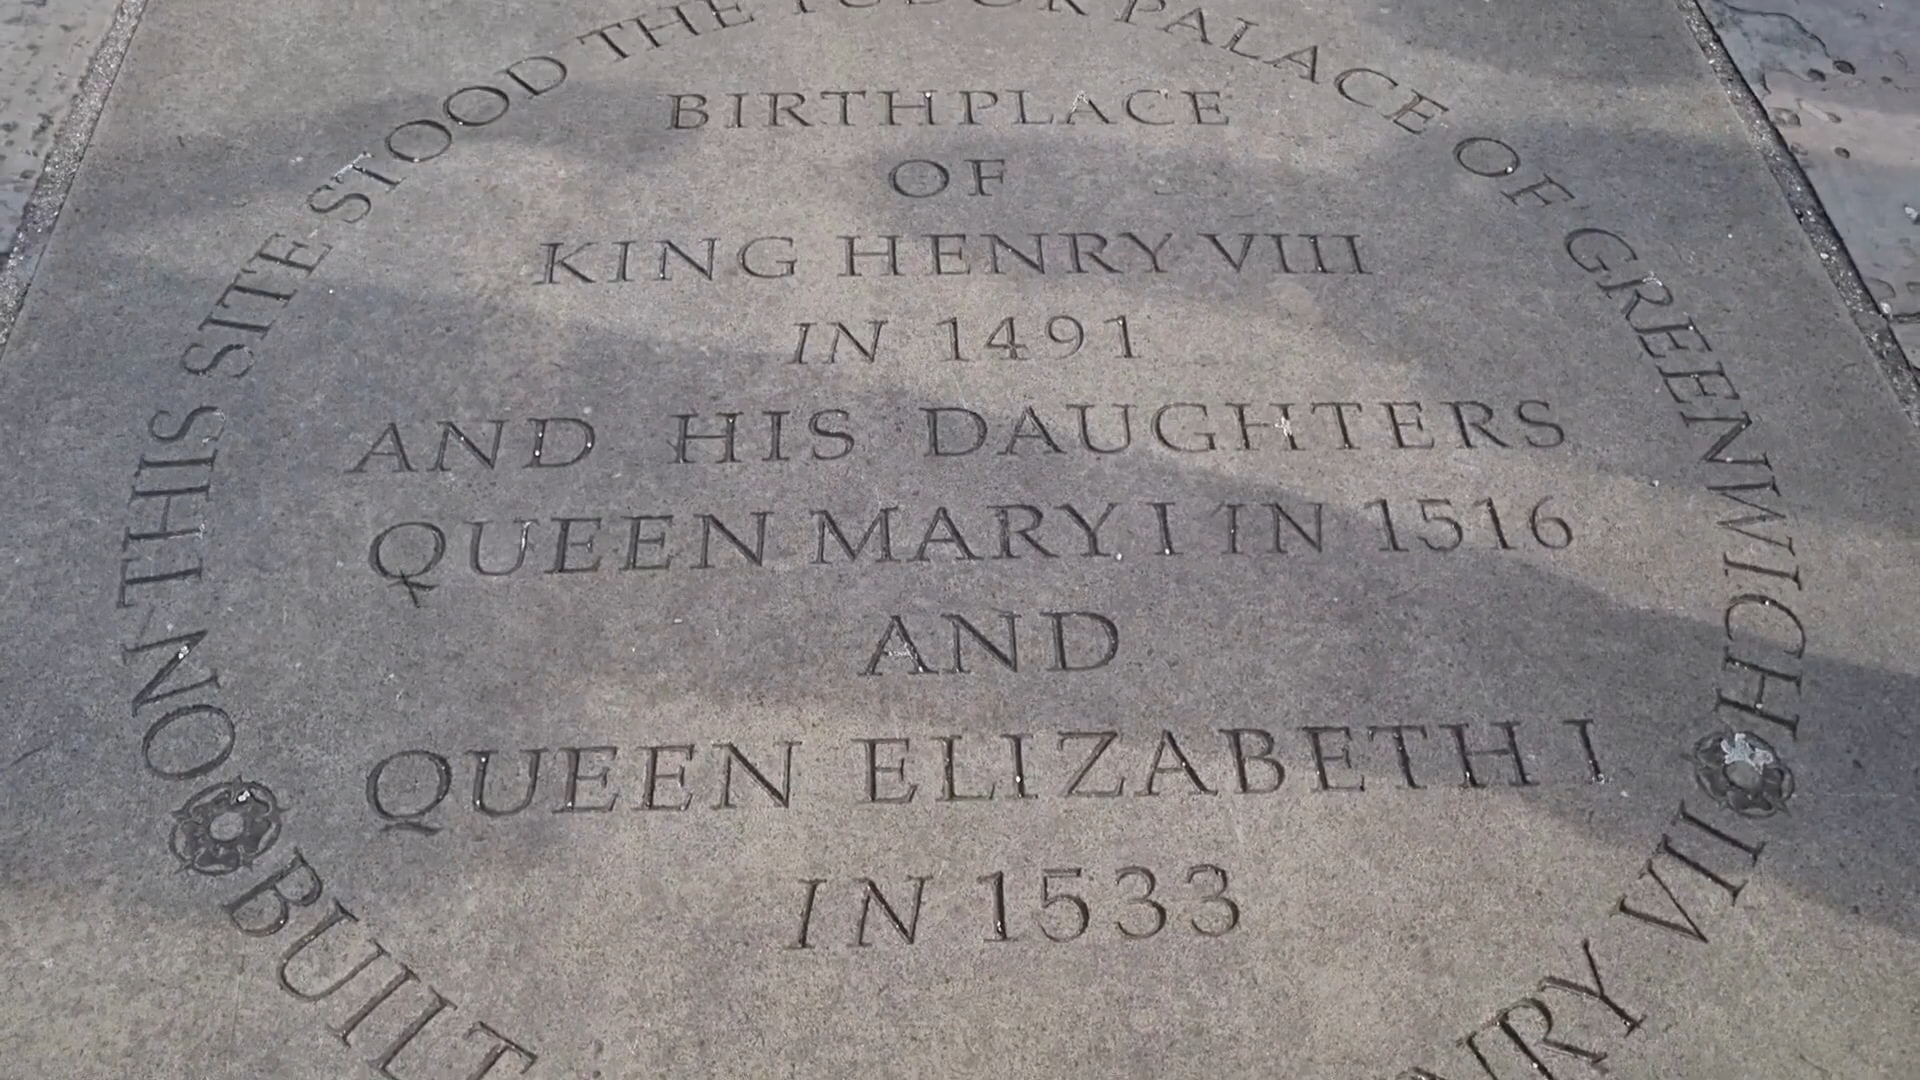 ON THIS SITE STOOD THE TUDOR PALACE OF GREENWICH
BIRTHPLACE
OF
KING HENRY VIII
IN 1491
AND HIS DAUGHTERS
QUEEN MARY I IN 1516
AND
QUEEN ELIZABETH I
IN 1533
BUILT
VII